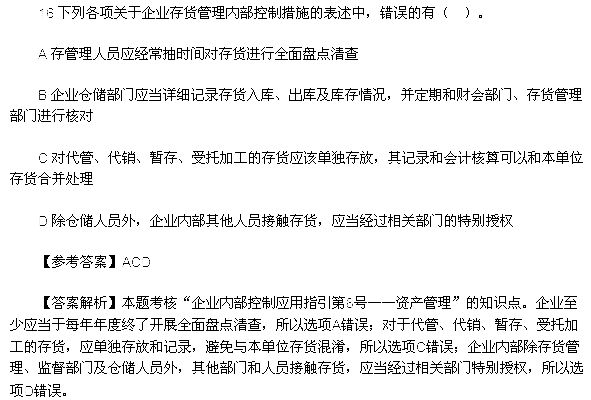 16下列各项关于企业存货管理内部控制措施的表述中，错误的有（ ）。
A存管理人员应经常抽时间对存货进行全面盘点清查
B企业仓储部门应当详细记录存货入库、出库及库存情况，并定期和财会部门、存货管理
部门进行核对
C对代管、代销、暂存、受托加工的存货应该单独存放，其记录和会计核算可以和本单位
存货合并处理
D除仓储人员外，企业内部其他人员接触存货，应当经过相关部门的特别授权
【参考答案】ACD
【答案解析】本题考核“企业内部控制应用指引第8号——资产管理”的知识点。企业至
少应当于每年年度终了开展全面盘点清查，所以选项A错误；对于代管、代销、暂存、受托加
工的存货，应单独存放和记录，避免与本单位存货混淆，所以选项C错误；企业内部除存货管
理、监督部门及仓储人员外，其他部门和人员接触存货，应当经过相关部门特别授权，所以选
项D错误。